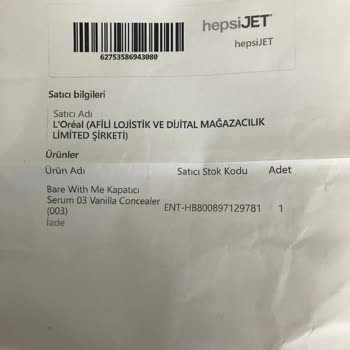 hepsiJET
hepsiJET
62753586943080
Satıcı bilgileri
Satıcı Adı
L'Oréal (AFİLİ LOJİSTİK VE DİJİTAL MAĞAZACILIK
LİMİTED ŞİRKETİ)
Ürünler
Ürün Adı Satıcı Stok Kodu Adet
Bare With Me Kapatıcı
Serum 03 Vanilla Concealer ENT-HB800897129781 1
(003)
İade